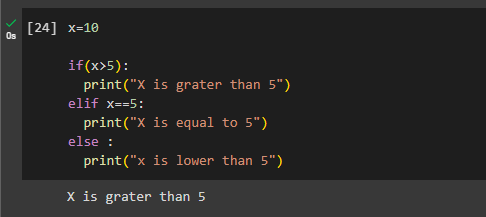 [24] x=10
0s
if(x>5):
  print("X is grater than 5")
elif x==5:
  print("X is equal to 5")
else :
  print("x is lower than 5")
X is grater than 5